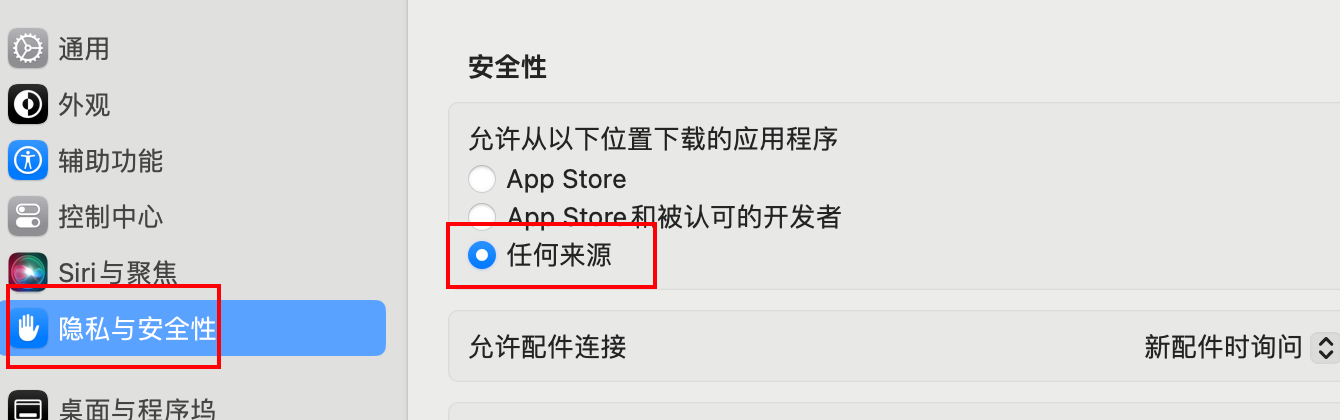 通用
外观
辅助功能
控制中心
Siri与聚焦
隐私与安全性
桌面与程序坞
安全性
允许从以下位置下载的应用程序
App Store
App Store和被认可的开发者
任何来源
允许配件连接
新配件时询问